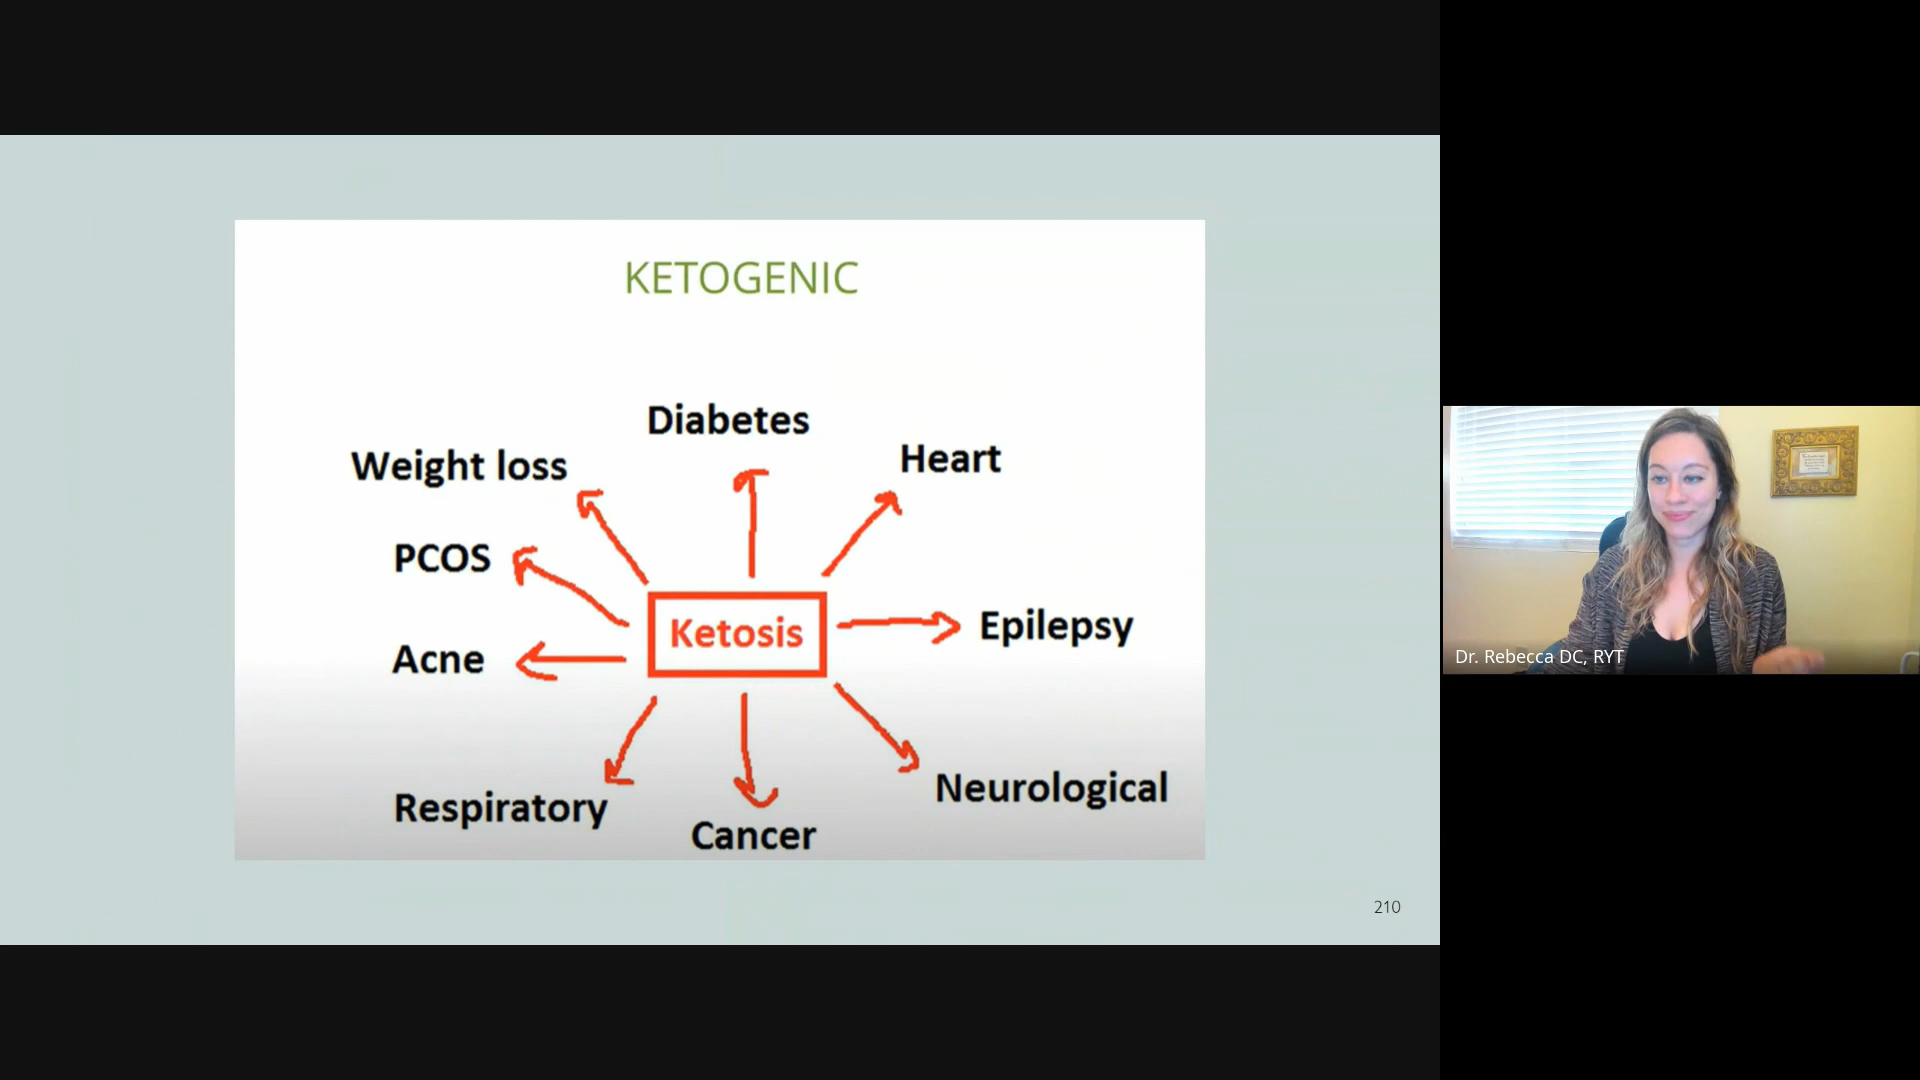 KETOGENIC
Diabetes
Weight loss
Heart
PCOS
Ketosis
Epilepsy
Acne
Respiratory
Cancer
Neurological
210
Dr. Rebecca DC, RYT